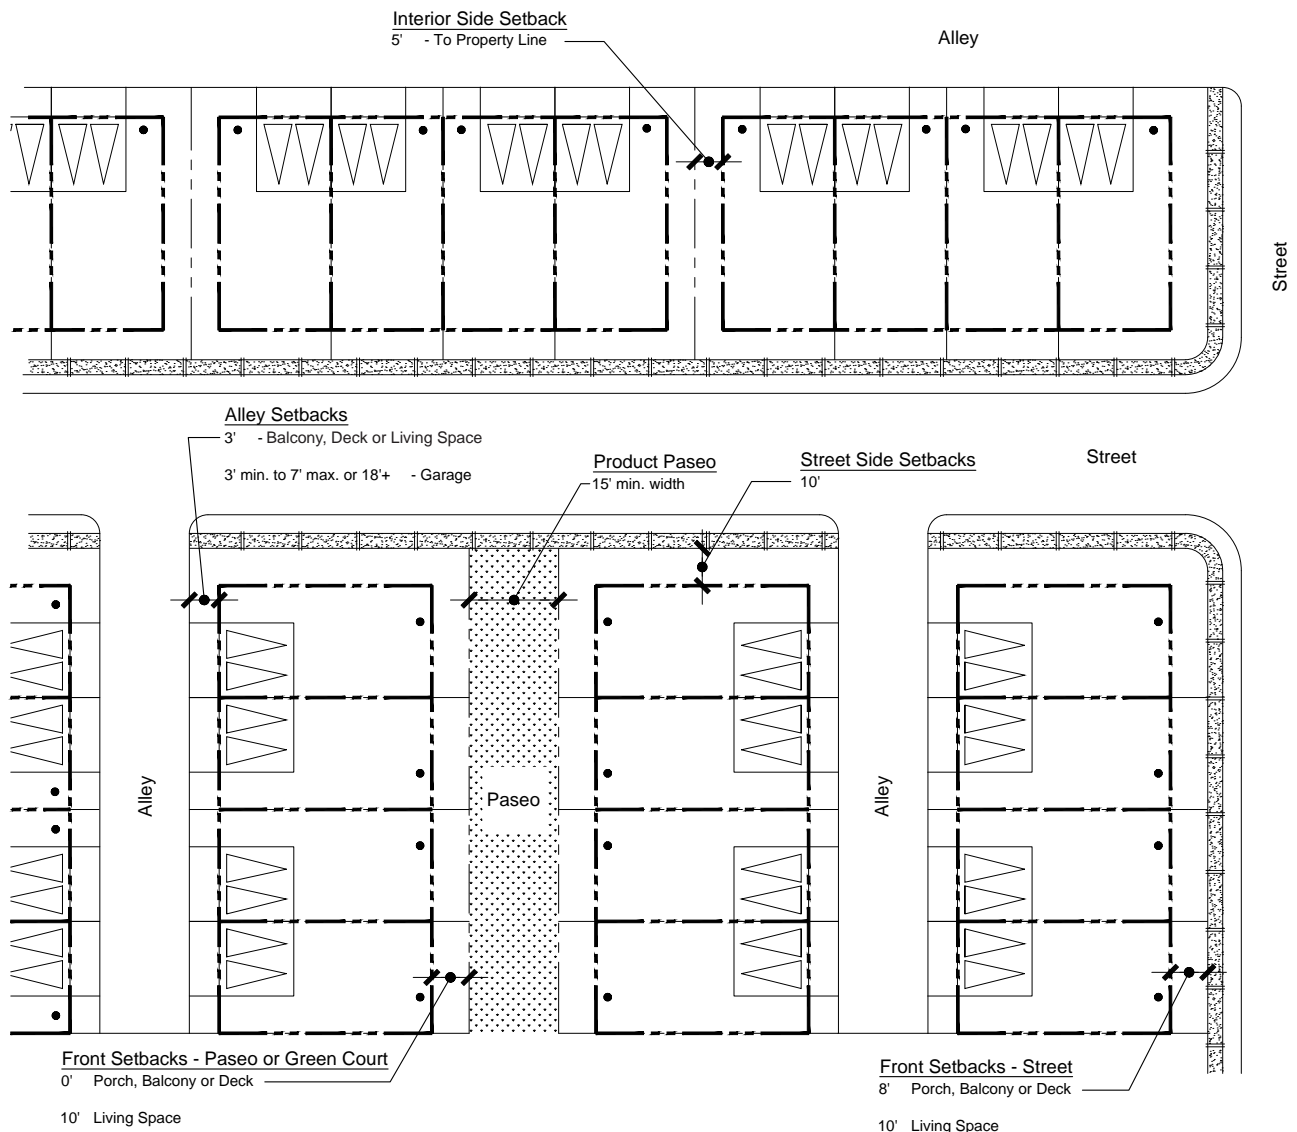 Interior Side Setback
5' - To Property Line
Alley
Street
Alley Setbacks
3' - Balcony, Deck or Living Space
3' min. to 7' max. or 18'+ - Garage
Product Paseo
15' min. width
Street Side Setbacks
10'
Street
Alley
Paseo
Alley
Front Setbacks - Paseo or Green Court
0' Porch, Balcony or Deck
10' Living Space
Front Setbacks - Street
8' Porch, Balcony or Deck
10' Living Space